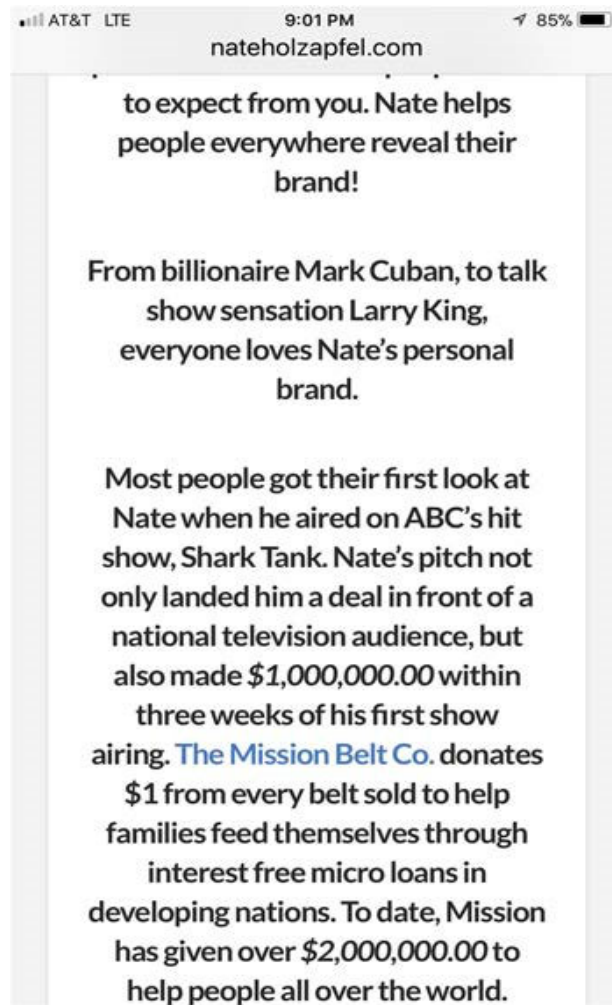 AT&T LTE 9:01 PM 85%
nateholzapfel.com
to expect from you. Nate helps
people everywhere reveal their
brand!
From billionaire Mark Cuban, to talk
show sensation Larry King,
everyone loves Nate’s personal
brand.
Most people got their first look at
Nate when he aired on ABC’s hit
show, Shark Tank. Nate’s pitch not
only landed him a deal in front of a
national television audience, but
also made $1,000,000.00 within
three weeks of his first show
airing. The Mission Belt Co. donates
$1 from every belt sold to help
families feed themselves through
interest free micro loans in
developing nations. To date, Mission
has given over $2,000,000.00 to
help people all over the world.